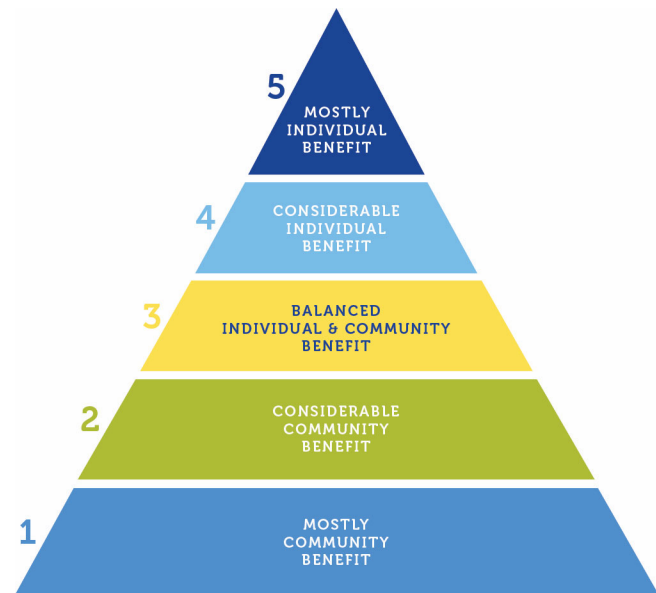 5
MOSTLY
INDIVIDUAL
BENEFIT
4
CONSIDERABLE
INDIVIDUAL
BENEFIT
3
BALANCED
INDIVIDUAL & COMMUNITY
BENEFIT
2
CONSIDERABLE
COMMUNITY
BENEFIT
1
MOSTLY
COMMUNITY
BENEFIT